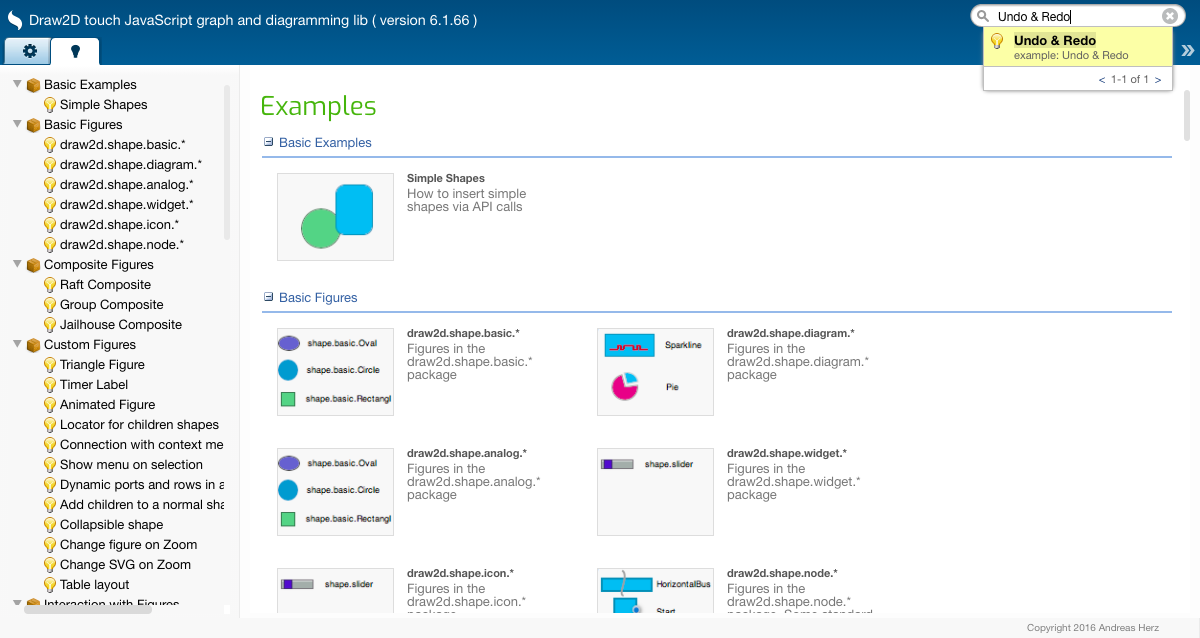 Draw2D touch JavaScript graph and diagramming lib ( version 6.1.66 )
Undo & Redo
Undo & Redo
example: Undo & Redo
< 1-1 of 1 >
»
Basic Examples
Simple Shapes
Basic Figures
draw2d.shape.basic.*
draw2d.shape.diagram.*
draw2d.shape.analog.*
draw2d.shape.widget.*
draw2d.shape.icon.*
draw2d.shape.node.*
Composite Figures
Raft Composite
Group Composite
Jailhouse Composite
Custom Figures
Triangle Figure
Timer Label
Animated Figure
Locator for children shapes
Connection with context me
Show menu on selection
Dynamic ports and rows in a
Add children to a normal sha
Collapsible shape
Change figure on Zoom
Change SVG on Zoom
Table layout
Interaction with Figures
Examples
Basic Examples
Simple Shapes
How to insert simple
shapes via API calls
Basic Figures
shape.basic.Oval
shape.basic.Circle
shape.basic.Rectangl
draw2d.shape.basic.*
Figures in the
draw2d.shape.basic.*
package
Sparkline
Pie
draw2d.shape.diagram.*
Figures in the
draw2d.shape.diagram.*
package
shape.basic.Oval
shape.basic.Circle
shape.basic.Rectangl
draw2d.shape.analog.*
Figures in the
draw2d.shape.analog.*
package
shape.slider
draw2d.shape.widget.*
Figures in the
draw2d.shape.widget.*
package
shape.slider
draw2d.shape.icon.*
Figures in the
draw2d.shape.icon.*
package
HorizontalBus
Start
draw2d.shape.node.*
Figures in the
draw2d.shape.node.*
package. Some standard
Copyright 2016 Andreas Herz